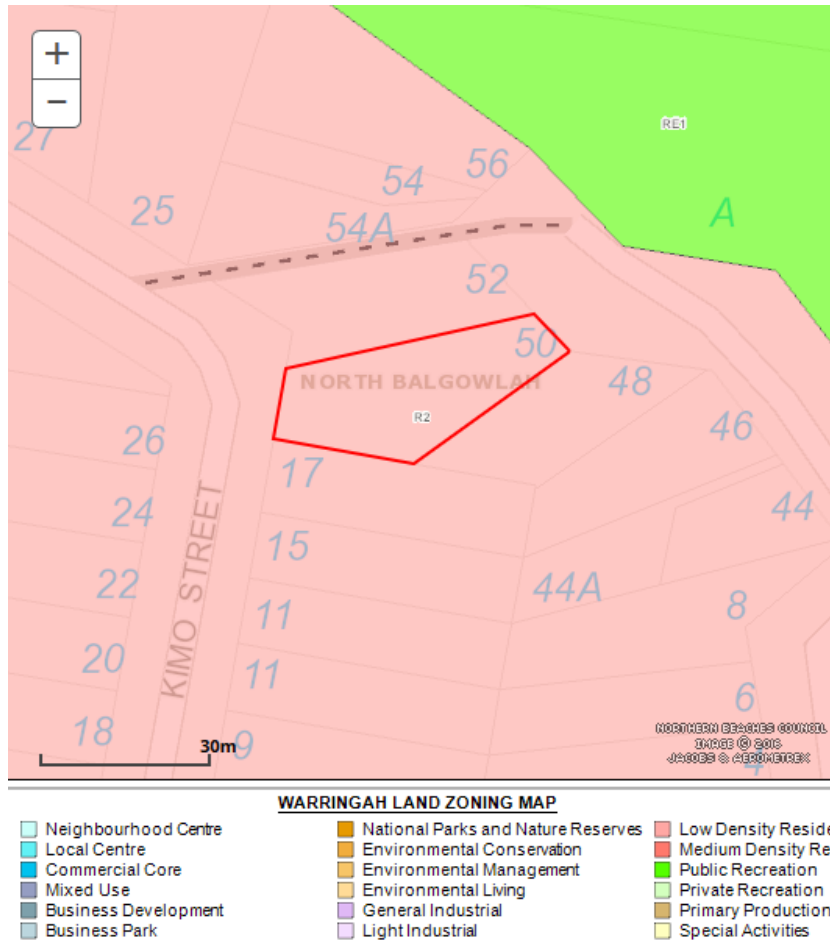 +
−
RE1
27
56
54
25
A
54A
52
50
NORTH BALGOWLAH
48
R2
46
26
17
24
44
15
22
44A
8
KIMO STREET
11
20
11
6
18
9
30m
4
NORTHERN BEACHES COUNCIL
IMAGE © 2016
JACOBS & AEROMETREX
WARRINGAH LAND ZONING MAP
Neighbourhood Centre
Local Centre
Commercial Core
Mixed Use
Business Development
Business Park
National Parks and Nature Reserves
Environmental Conservation
Environmental Management
Environmental Living
General Industrial
Light Industrial
Low Density Reside
Medium Density Re
Public Recreation
Private Recreation
Primary Production
Special Activities